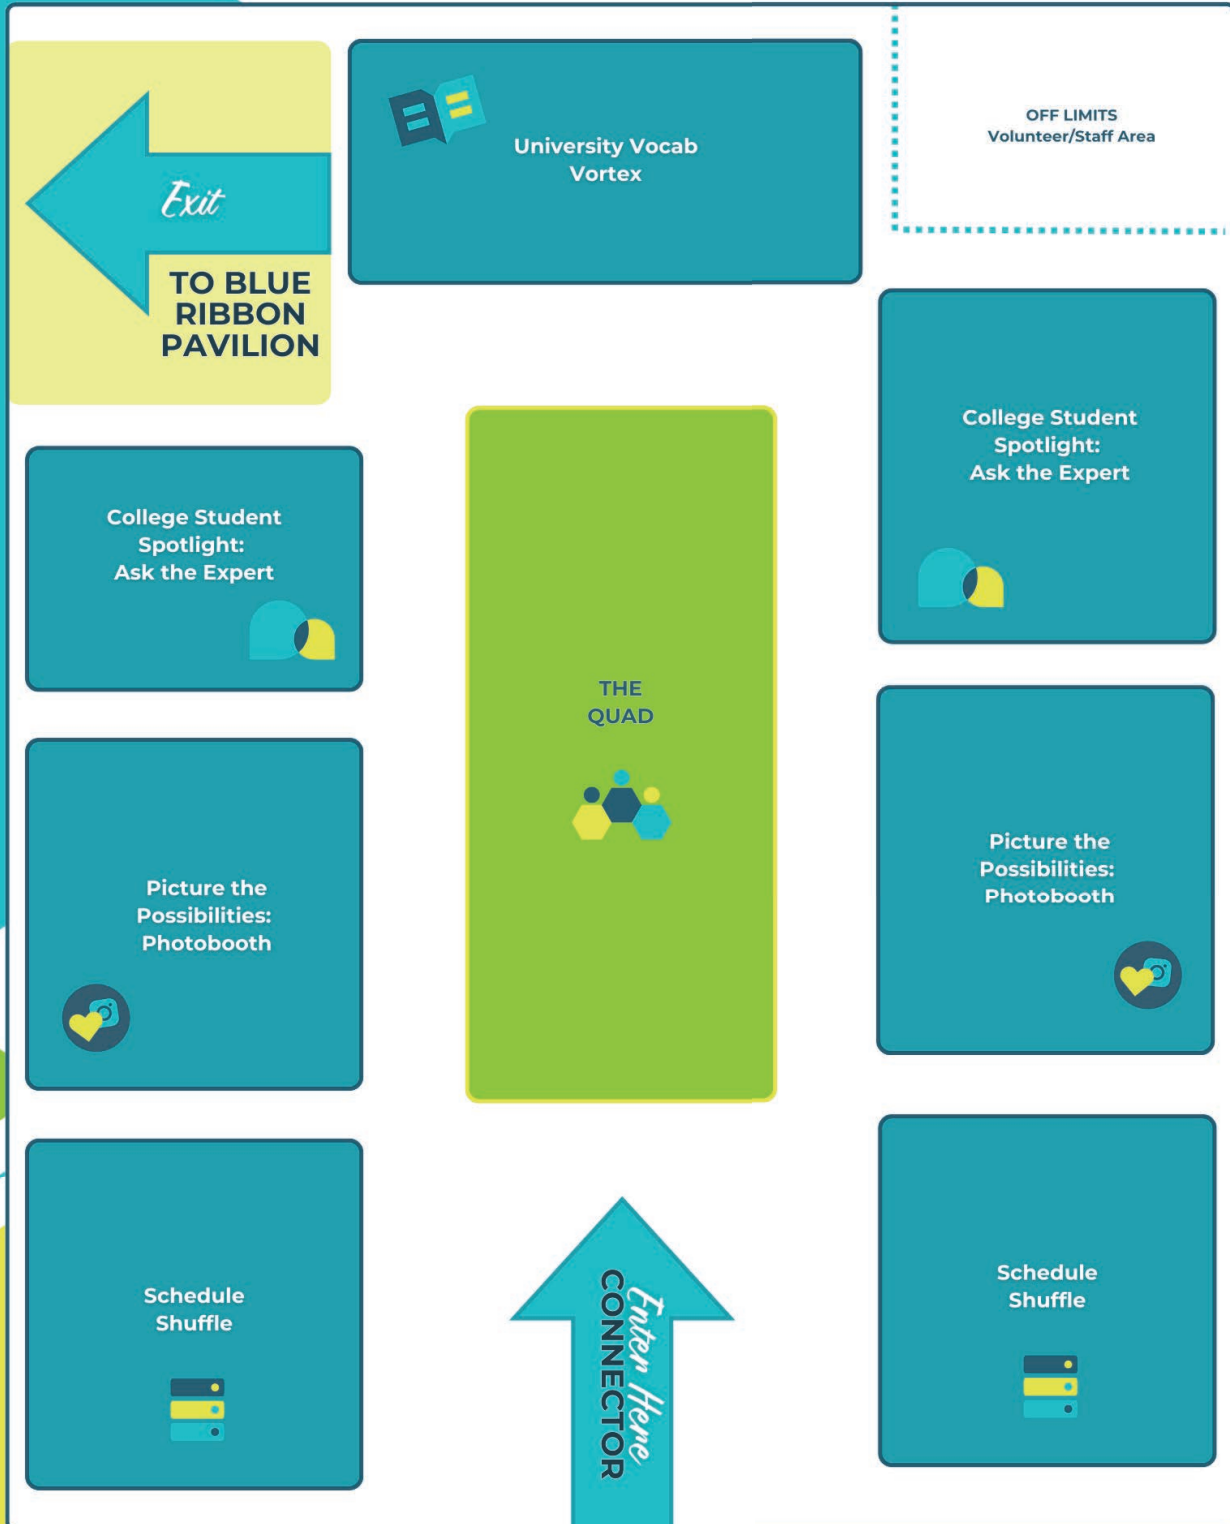 Exit
TO BLUE
RIBBON
PAVILION
University Vocab
Vortex
OFF LIMITS
Volunteer/Staff Area
College Student
Spotlight:
Ask the Expert
College Student
Spotlight:
Ask the Expert
THE
QUAD
Picture the
Possibilities:
Photobooth
Picture the
Possibilities:
Photobooth
Schedule
Shuffle
Enter Here
CONNECTOR
Schedule
Shuffle